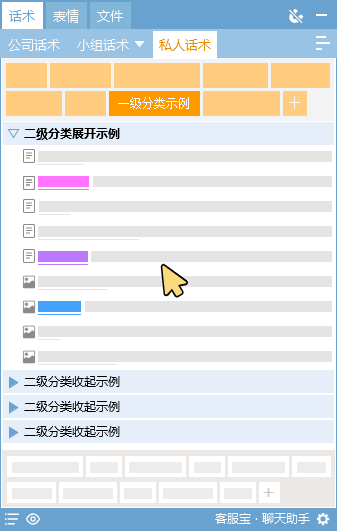 话术 表情 文件
公司话术 小组话术 私人话术
一级分类示例
二级分类展开示例
二级分类收起示例
二级分类收起示例
二级分类收起示例
客服宝·聊天助手